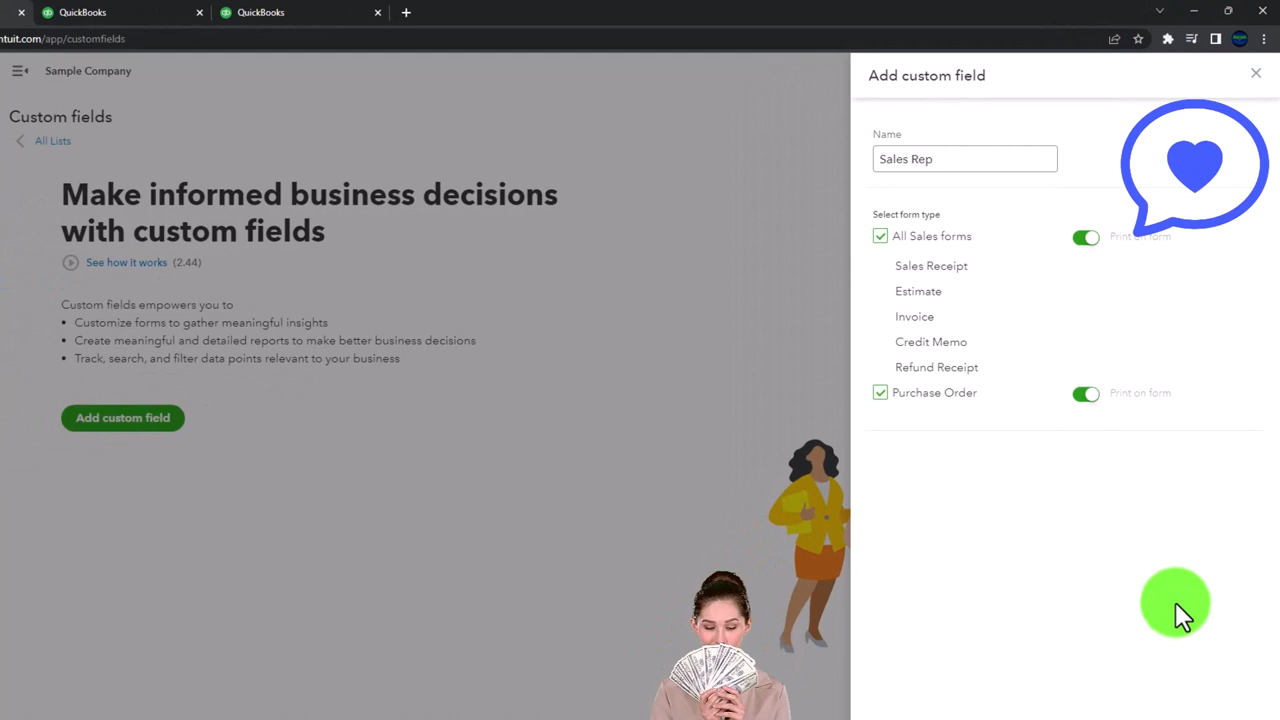 QuickBooks
QuickBooks
ntuit.com/app/customfields
Sample Company
Custom fields
All Lists
Make informed business decisions
with custom fields
See how it works (2.44)
Custom fields empowers you to
• Customize forms to gather meaningful insights
• Create meaningful and detailed reports to make better business decisions
• Track, search, and filter data points relevant to your business
Add custom field
Add custom field
Name
Sales Rep
Select form type
All Sales forms
Print on form
Sales Receipt
Estimate
Invoice
Credit Memo
Refund Receipt
Purchase Order
Print on form